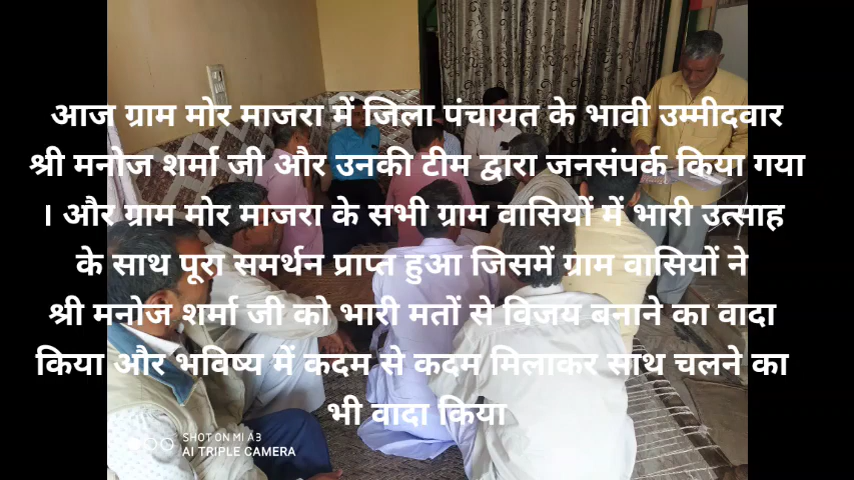 आज ग्राम मोर माजरा में जिला पंचायत के भावी उम्मीदवार
श्री मनोज शर्मा जी और उनकी टीम द्वारा जनसंपर्क किया गया
। और ग्राम मोर माजरा के सभी ग्राम वासियों में भारी उत्साह
के साथ पूरा समर्थन प्राप्त हुआ जिसमें ग्राम वासियों ने
श्री मनोज शर्मा जी को भारी मतों से विजय बनाने का वादा
किया और भविष्य में कदम से कदम मिलाकर साथ चलने का
भी वादा किया
SHOT ON MI A3
AI TRIPLE CAMERA